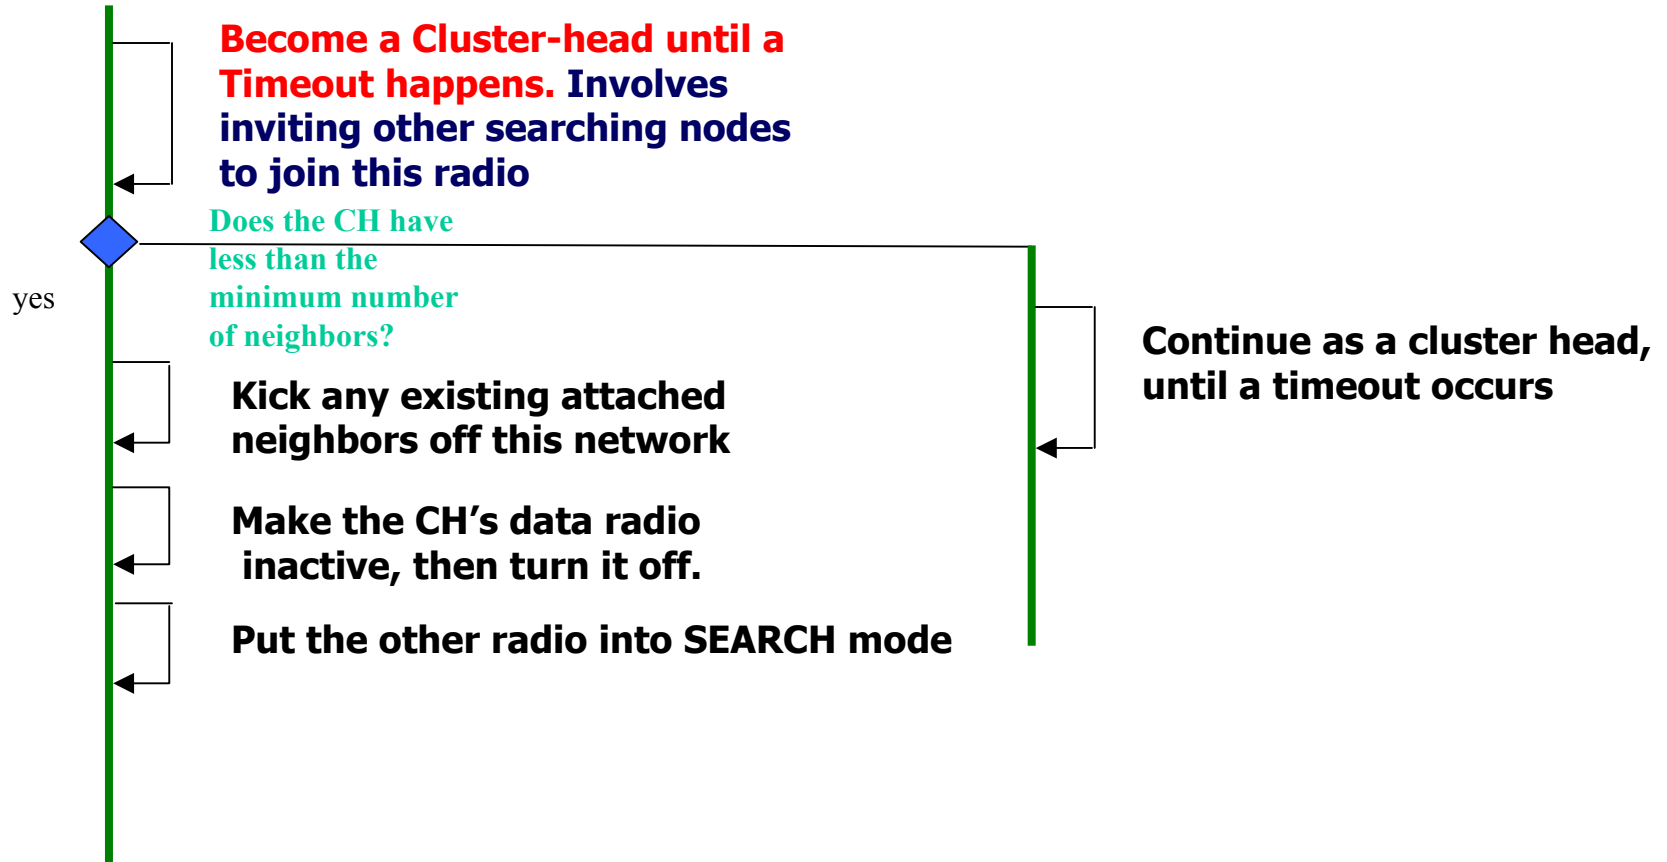 Become a Cluster-head until a
Timeout happens. Involves
inviting other searching nodes
to join this radio
Does the CH have
less than the
minimum number
of neighbors?
yes
Kick any existing attached
neighbors off this network
Make the CH’s data radio
inactive, then turn it off.
Put the other radio into SEARCH mode
Continue as a cluster head,
until a timeout occurs